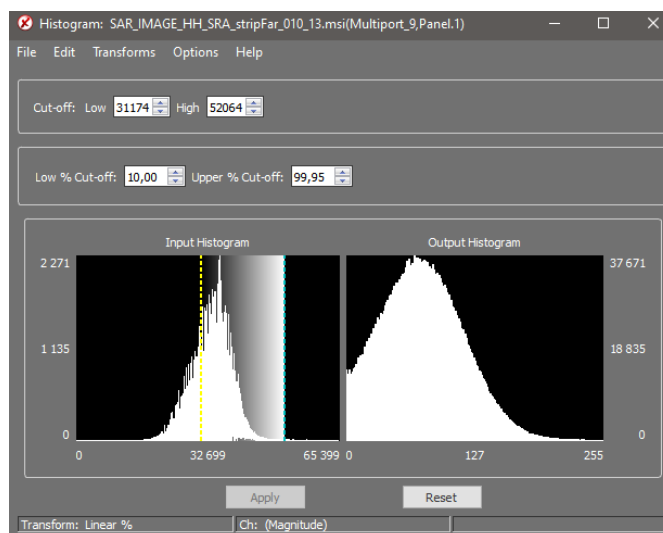 Histogram: SAR_IMAGE_HH_SRA_stripFar_010_13.msi(Multiport_9,Panel.1)
File Edit Transforms Options Help
Cut-off: Low 31174 High 52064
Low % Cut-off: 10,00 Upper % Cut-off: 99,95
Input Histogram Output Histogram
2 271 37 671
1 135 18 835
0 0
0 32 699 65 399 0 127 255
Apply Reset
Transform: Linear % Ch: (Magnitude)